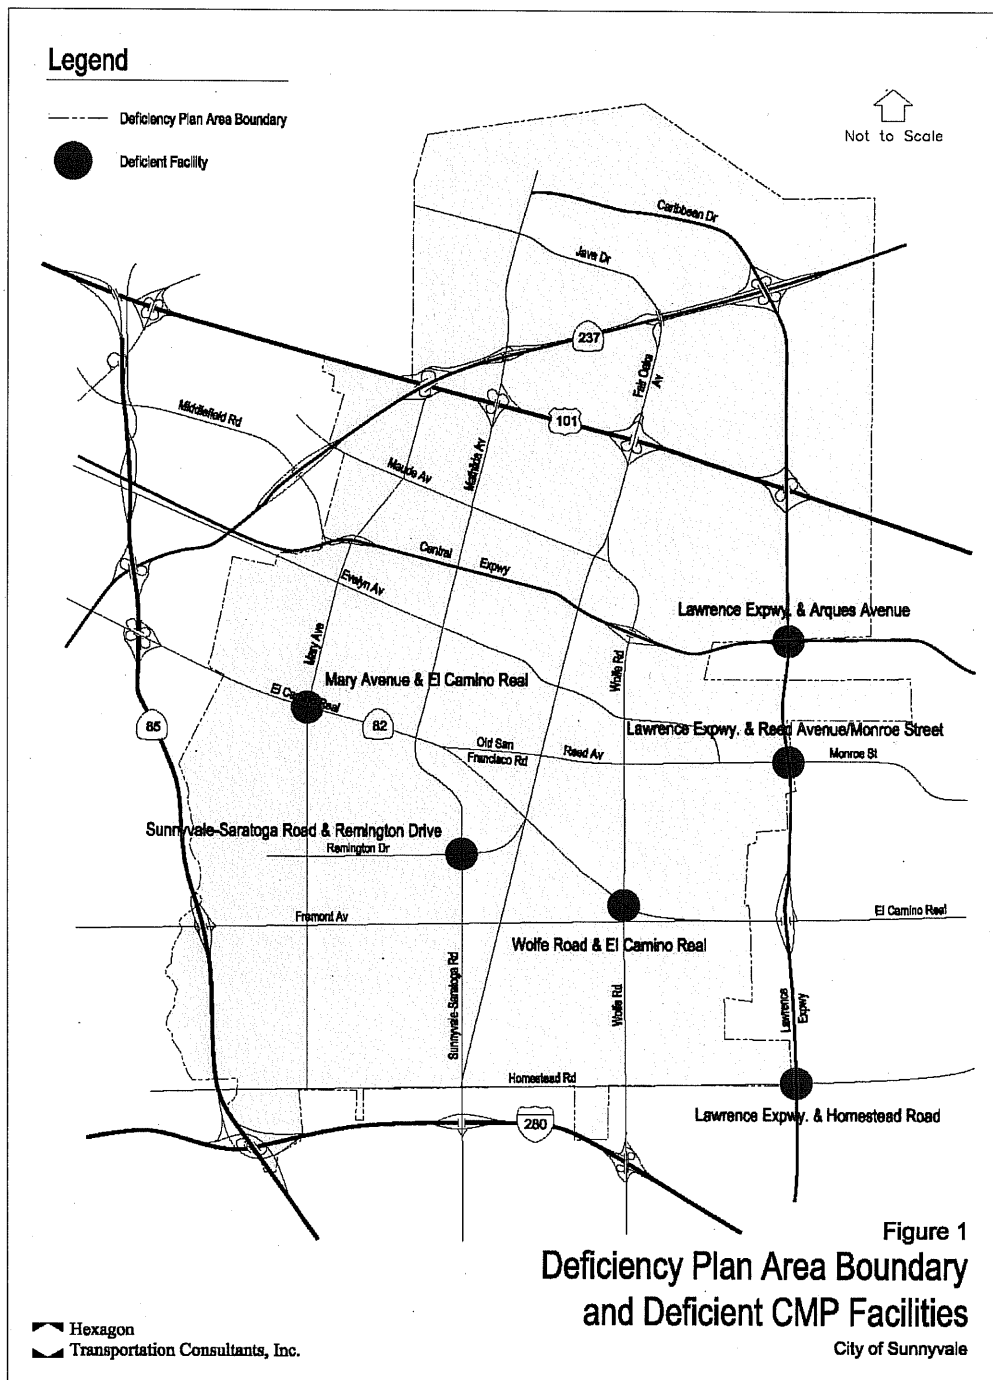 Legend
Deficiency Plan Area Boundary
Deficient Facility
Not to Scale
Caribbean Dr
Java Dr
237
Fair Oaks
Av
Middlefield Rd
101
Mathilda Av
Maude Av
Central Expwy
Evelyn Av
Lawrence Expwy. & Arques Avenue
Mary Ave
Wolfe Rd
Mary Avenue & El Camino Real
El Camino Real
85
82
Lawrence Expwy. & Reed Avenue/Monroe Street
Old San
Francisco Rd
Reed Av
Monroe St
Sunnyvale-Saratoga Road & Remington Drive
Remington Dr
Fremont Av
El Camino Real
Wolfe Road & El Camino Real
Sunnyvale-Saratoga Rd
Wolfe Rd
Lawrence
Expwy
Homestead Rd
Lawrence Expwy. & Homestead Road
280
Figure 1
Deficiency Plan Area Boundary
and Deficient CMP Facilities
City of Sunnyvale
Hexagon
Transportation Consultants, Inc.